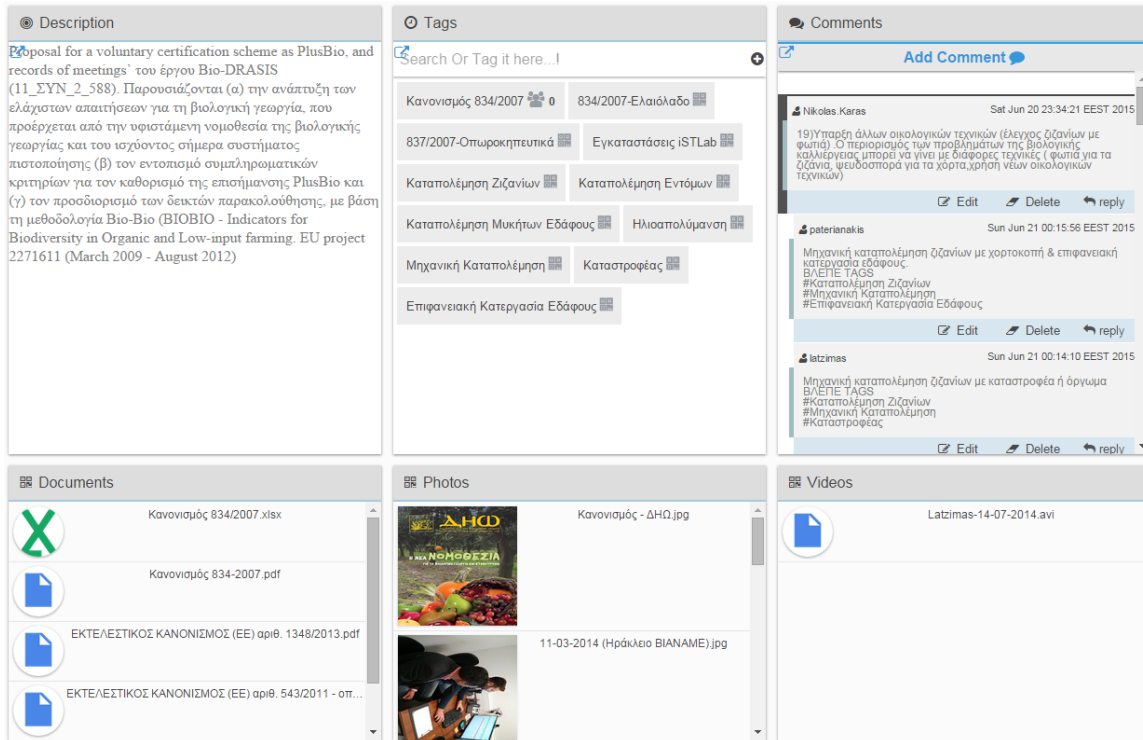 Description
Proposal for a voluntary certification scheme as PlusBio, and
records of meetings’ του έργου Bio-DRASIS
(11_ΣΥΝ_2_588). Παρουσιάζονται (α) την ανάπτυξη των
ελάχιστων απαιτήσεων για τη βιολογική γεωργία, που
προέρχεται από την υφιστάμενη νομοθεσία της βιολογικής
γεωργίας και του ισχύοντος σήμερα συστήματος
πιστοποίησης (β) τον εντοπισμό συμπληρωματικών
κριτηρίων για τον καθορισμό της επισήμανσης PlusBio και
(γ) τον προσδιορισμό των δεικτών παρακολούθησης, με βάση
τη μεθοδολογία Bio-Bio (BIOBIO - Indicators for
Biodiversity in Organic and Low-input farming. EU project
2271611 (March 2009 - August 2012)
Tags
Search Or Tag it here...!
Κανονισμός 834/2007 0 834/2007-Ελαιόλαδο
837/2007-Οπωροκηπευτικά Εγκαταστάσεις iSTLab
Καταπολέμηση Ζιζανίων Καταπολέμηση Εντόμων
Καταπολέμηση Μυκήτων Εδάφους Ηλιοαπολύμανση
Μηχανική Καταπολέμηση Καταστροφέας
Επιφανειακή Κατεργασία Εδάφους
Comments
Add Comment
Nikolas.Karas Sat Jun 20 23:34:21 EEST 2015
19)Υπαρξη άλλων οικολογικών τεχνικών (έλεγχος ζιζανίων με
φωτιά) .Ο περιορισμός των προβλημάτων της βιολογικής
καλλιέργειας μπορεί να γίνει με διάφορες τεχνικές ( φωτιά για τα
ζιζάνια, ψευδοσπορά για τα χόρτα,χρήση νέων οικολογικών
τεχνικών)
Edit Delete reply
paterianakis Sun Jun 21 00:15:56 EEST 2015
Μηχανική καταπολέμηση ζιζανίων με χορτοκοπή & επιφανειακή
κατεργασία εδάφους.
ΒΛΕΠΕ TAGS
#Καταπολέμηση Ζιζανίων
#Μηχανική Καταπολέμηση
#Επιφανειακή Κατεργασία Εδάφους
Edit Delete reply
latzimas Sun Jun 21 00:14:10 EEST 2015
Μηχανική καταπολέμηση ζιζανίων με καταστροφέα ή όργωμα
ΒΛΕΠΕ TAGS
#Καταπολέμηση Ζιζανίων
#Μηχανική Καταπολέμηση
#Καταστροφέας
Edit Delete reply
Documents
Κανονισμός 834/2007.xlsx
Κανονισμός 834-2007.pdf
ΕΚΤΕΛΕΣΤΙΚΟΣ ΚΑΝΟΝΙΣΜΟΣ (ΕΕ) αριθ. 1348/2013.pdf
ΕΚΤΕΛΕΣΤΙΚΟΣ ΚΑΝΟΝΙΣΜΟΣ (ΕΕ) αριθ. 543/2011 - οπ...
Photos
ΔΗΩ
Η ΝΕΑ ΝΟΜΟΘΕΣΙΑ
Κανονισμός - ΔΗΩ.jpg
11-03-2014 (Ηράκλειο ΒΙΑΝΑΜΕ).jpg
Videos
Latzimas-14-07-2014.avi